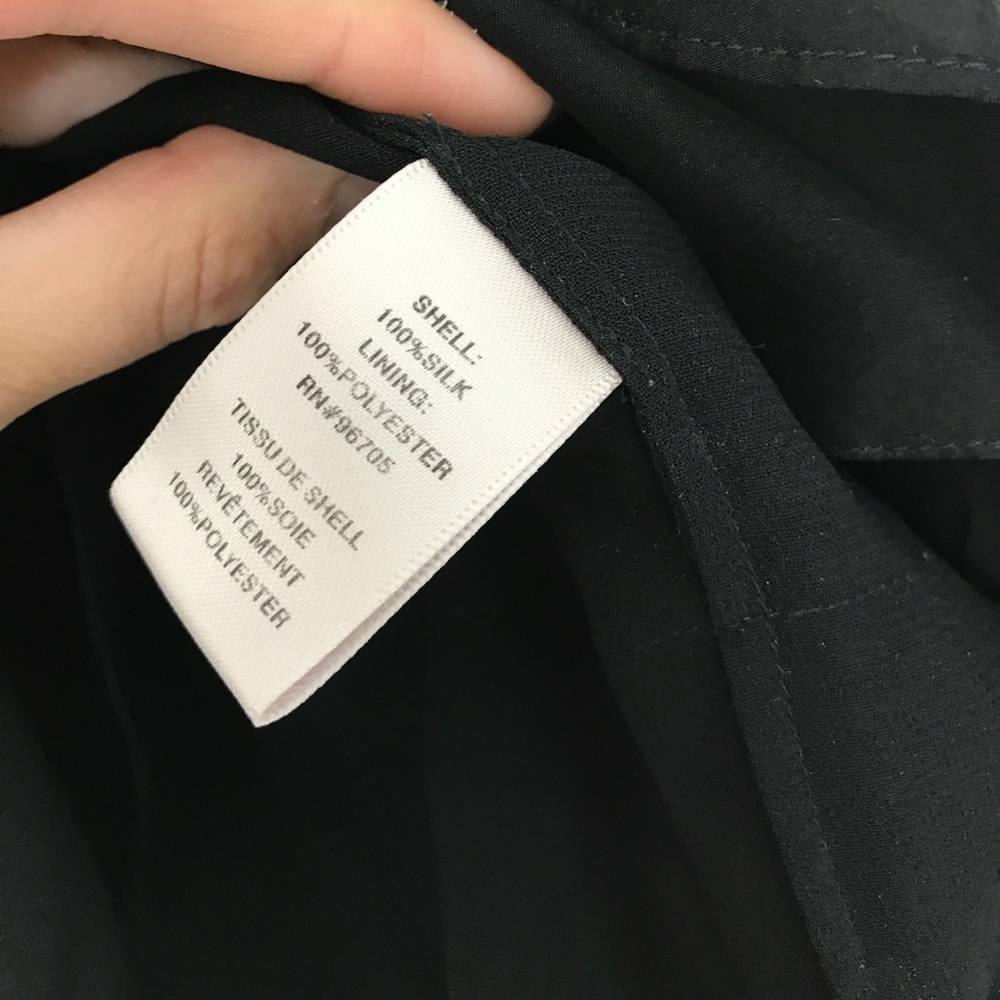 SHELL:
100%SILK
LINING:
100%POLYESTER
RN#96705
TISSU DE SHELL
100%SOIE
REVÊTEMENT
100%POLYESTER